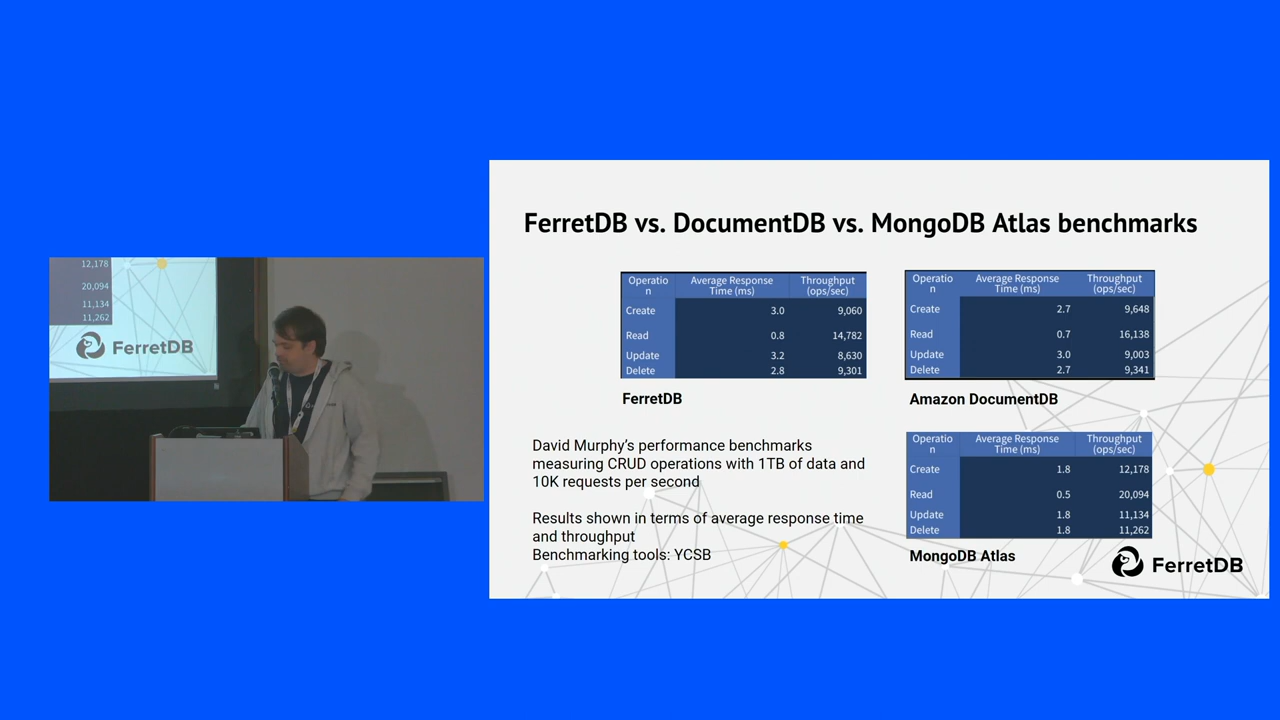 12,178
20,094
11,134
11,262
FerretDB
FerretDB vs. DocumentDB vs. MongoDB Atlas benchmarks
Operatio
n
Average Response
Time (ms)
Throughput
(ops/sec)
Create 3.0 9,060
Read 0.8 14,782
Update 3.2 8,630
Delete 2.8 9,301
FerretDB
Operatio
n
Average Response
Time (ms)
Throughput
(ops/sec)
Create 2.7 9,648
Read 0.7 16,138
Update 3.0 9,003
Delete 2.7 9,341
Amazon DocumentDB
David Murphy’s performance benchmarks
measuring CRUD operations with 1TB of data and
10K requests per second
Results shown in terms of average response time
and throughput
Benchmarking tools: YCSB
Operatio
n
Average Response
Time (ms)
Throughput
(ops/sec)
Create 1.8 12,178
Read 0.5 20,094
Update 1.8 11,134
Delete 1.8 11,262
MongoDB Atlas
FerretDB